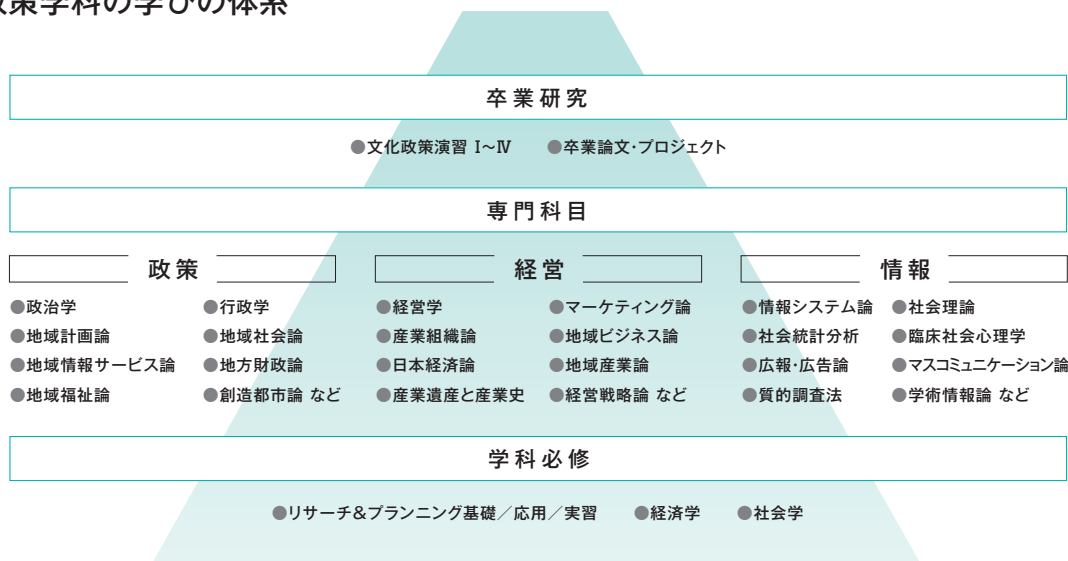 政策学科の学びの体系
卒業研究
●文化政策演習 Ⅰ～Ⅳ ●卒業論文・プロジェクト
専門科目
政策
●政治学 ●行政学
●地域計画論 ●地域社会論
●地域情報サービス論 ●地方財政論
●地域福祉論 ●創造都市論 など
経営
●経営学 ●マーケティング論
●産業組織論 ●地域ビジネス論
●日本経済論 ●地域産業論
●産業遺産と産業史 ●経営戦略論 など
情報
●情報システム論 ●社会理論
●社会統計分析 ●臨床社会心理学
●広報・広告論 ●マスコミュニケーション論
●質的調査法 ●学術情報論 など
学科必修
●リサーチ&プランニング基礎／応用／実習 ●経済学 ●社会学